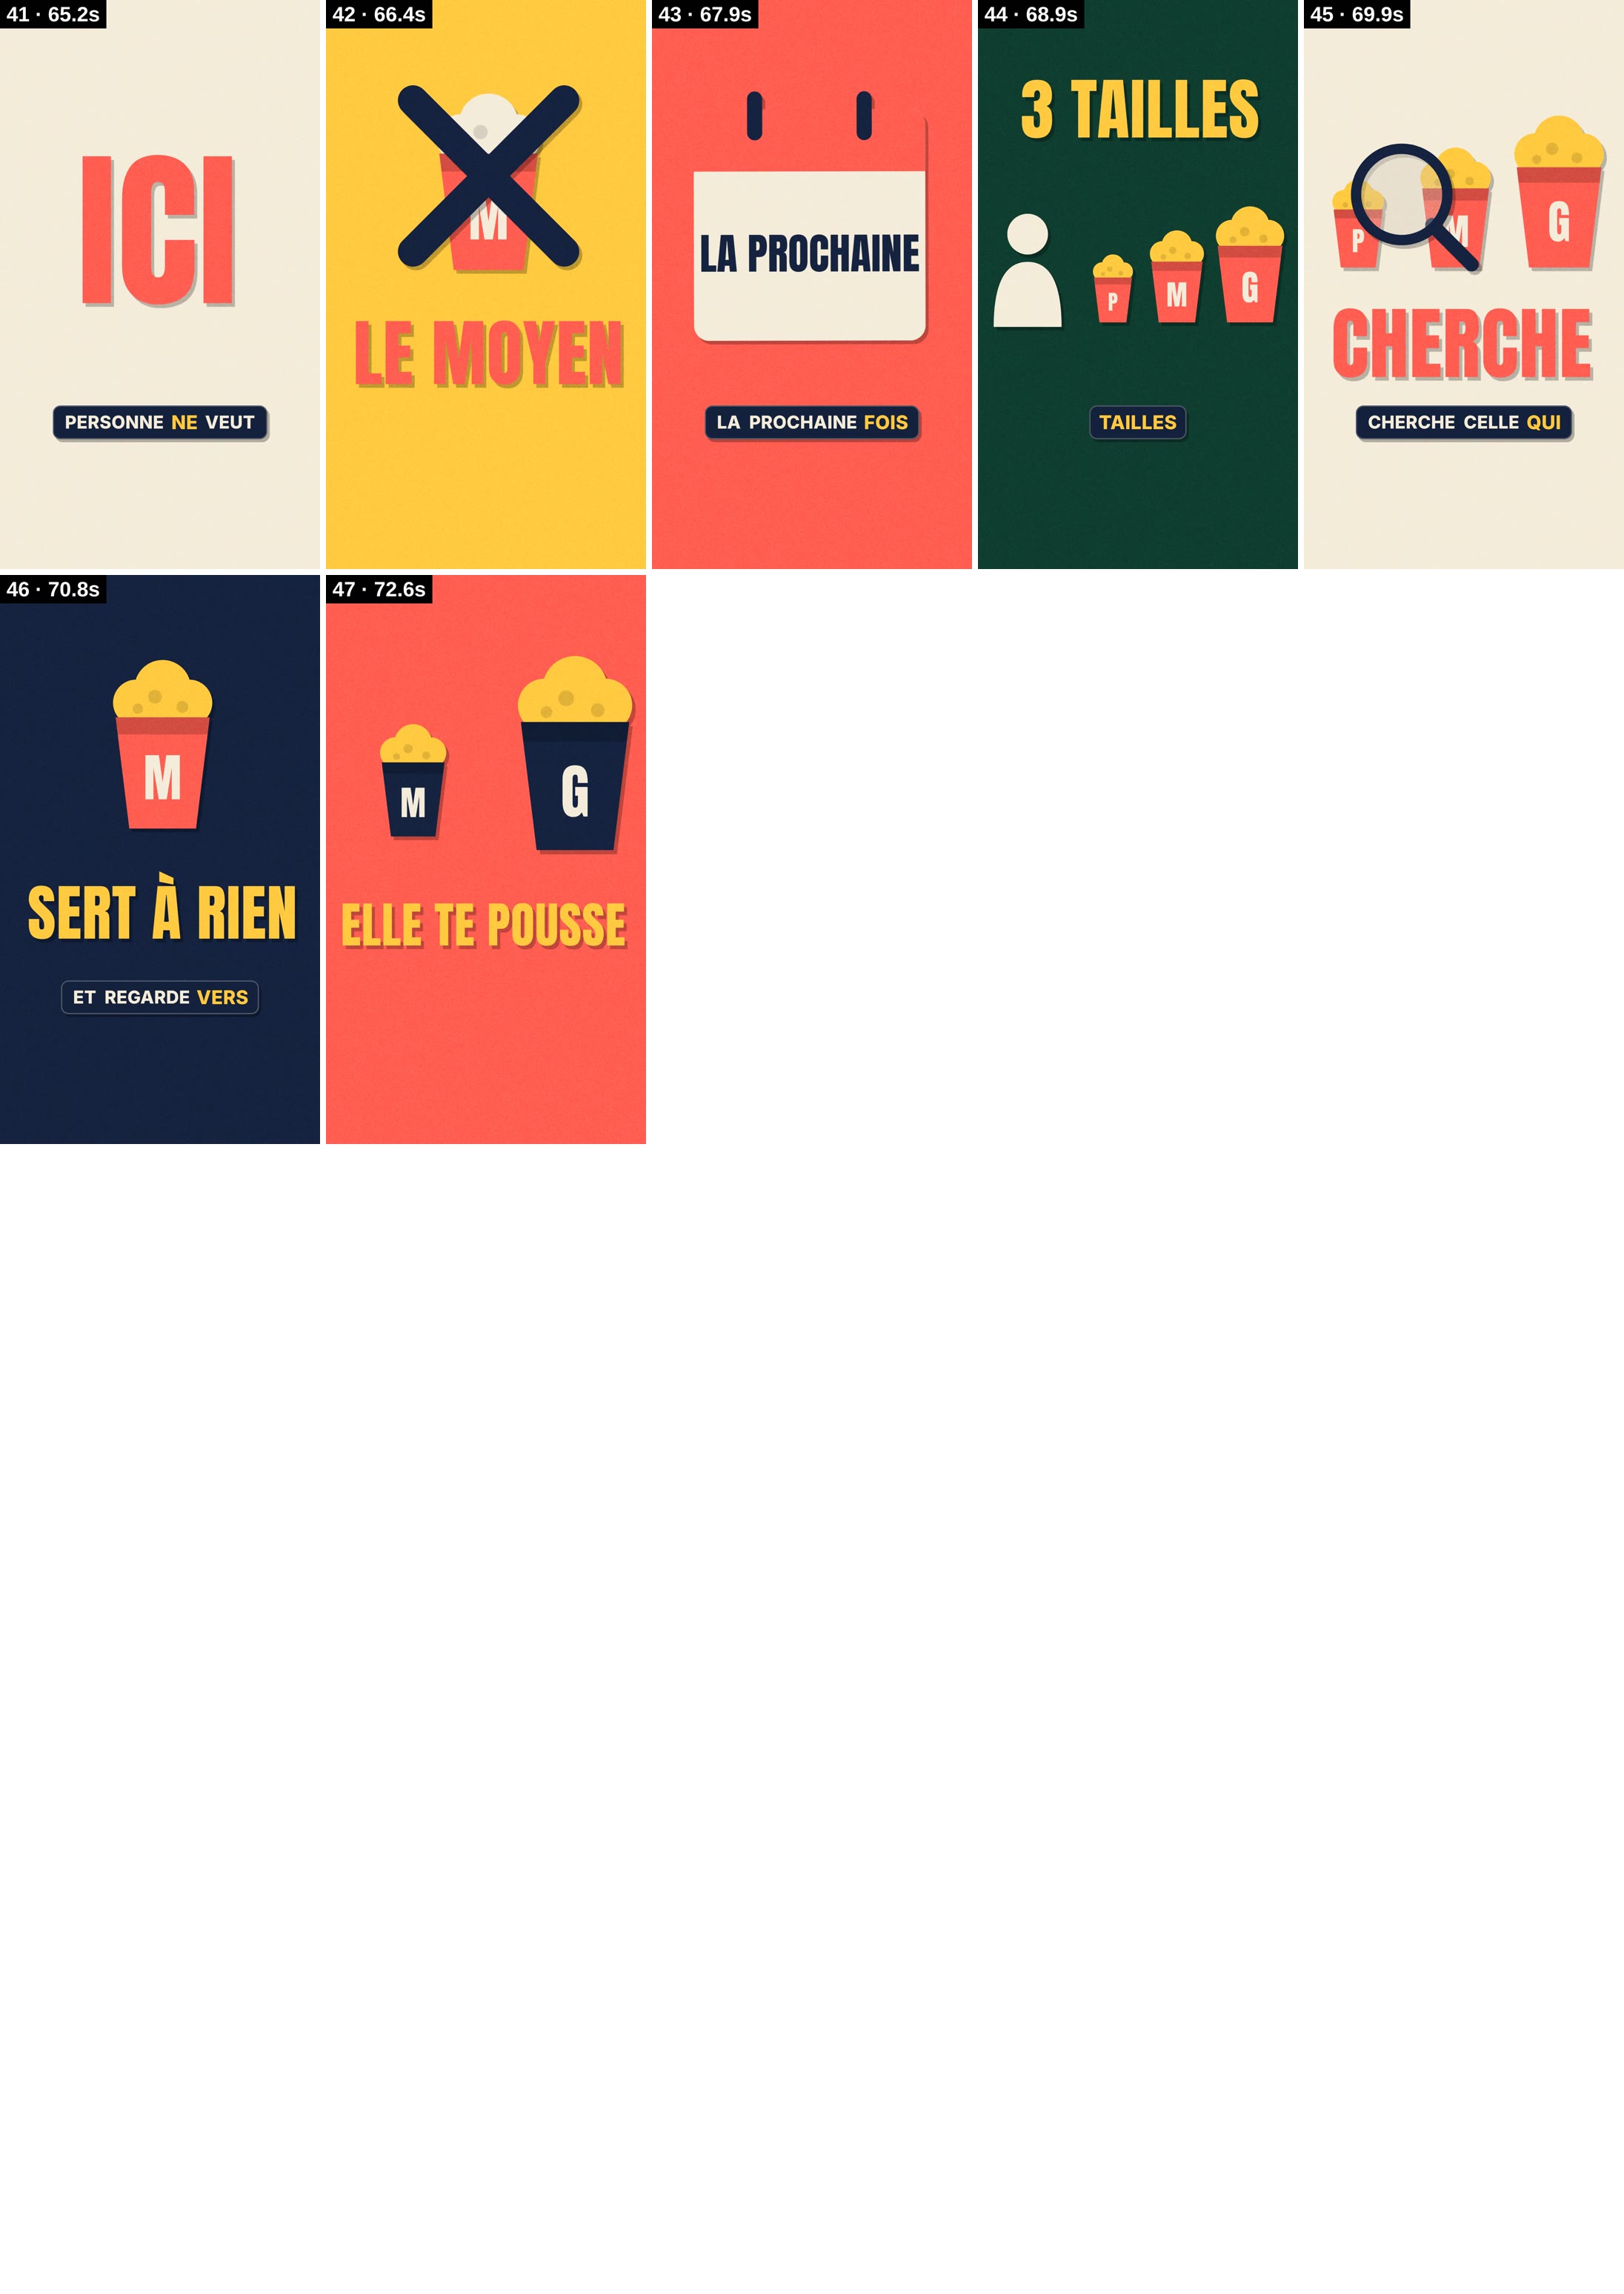 41 · 65.2s
ICI
PERSONNE NE VEUT
42 · 66.4s
M
LE MOYEN
43 · 67.9s
LA PROCHAINE
LA PROCHAINE FOIS
44 · 68.9s
3 TAILLES
P M G
TAILLES
45 · 69.9s
P M G
CHERCHE
CHERCHE CELLE QUI
46 · 70.8s
M
SERT À RIEN
ET REGARDE VERS
47 · 72.6s
M G
ELLE TE POUSSE